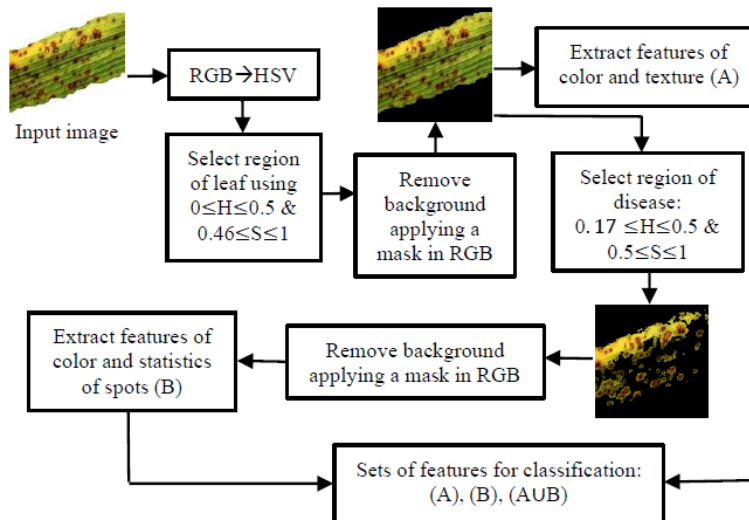 Input image
RGB→HSV
Select region
of leaf using
0≤H≤0.5 &
0.46≤S≤1
Remove
background
applying a
mask in RGB
Extract features of
color and texture (A)
Select region of
disease:
0.17 ≤H≤0.5 &
0.5≤S≤1
Remove background
applying a mask in RGB
Extract features of
color and statistics
of spots (B)
Sets of features for classification:
(A), (B), (A∪B)